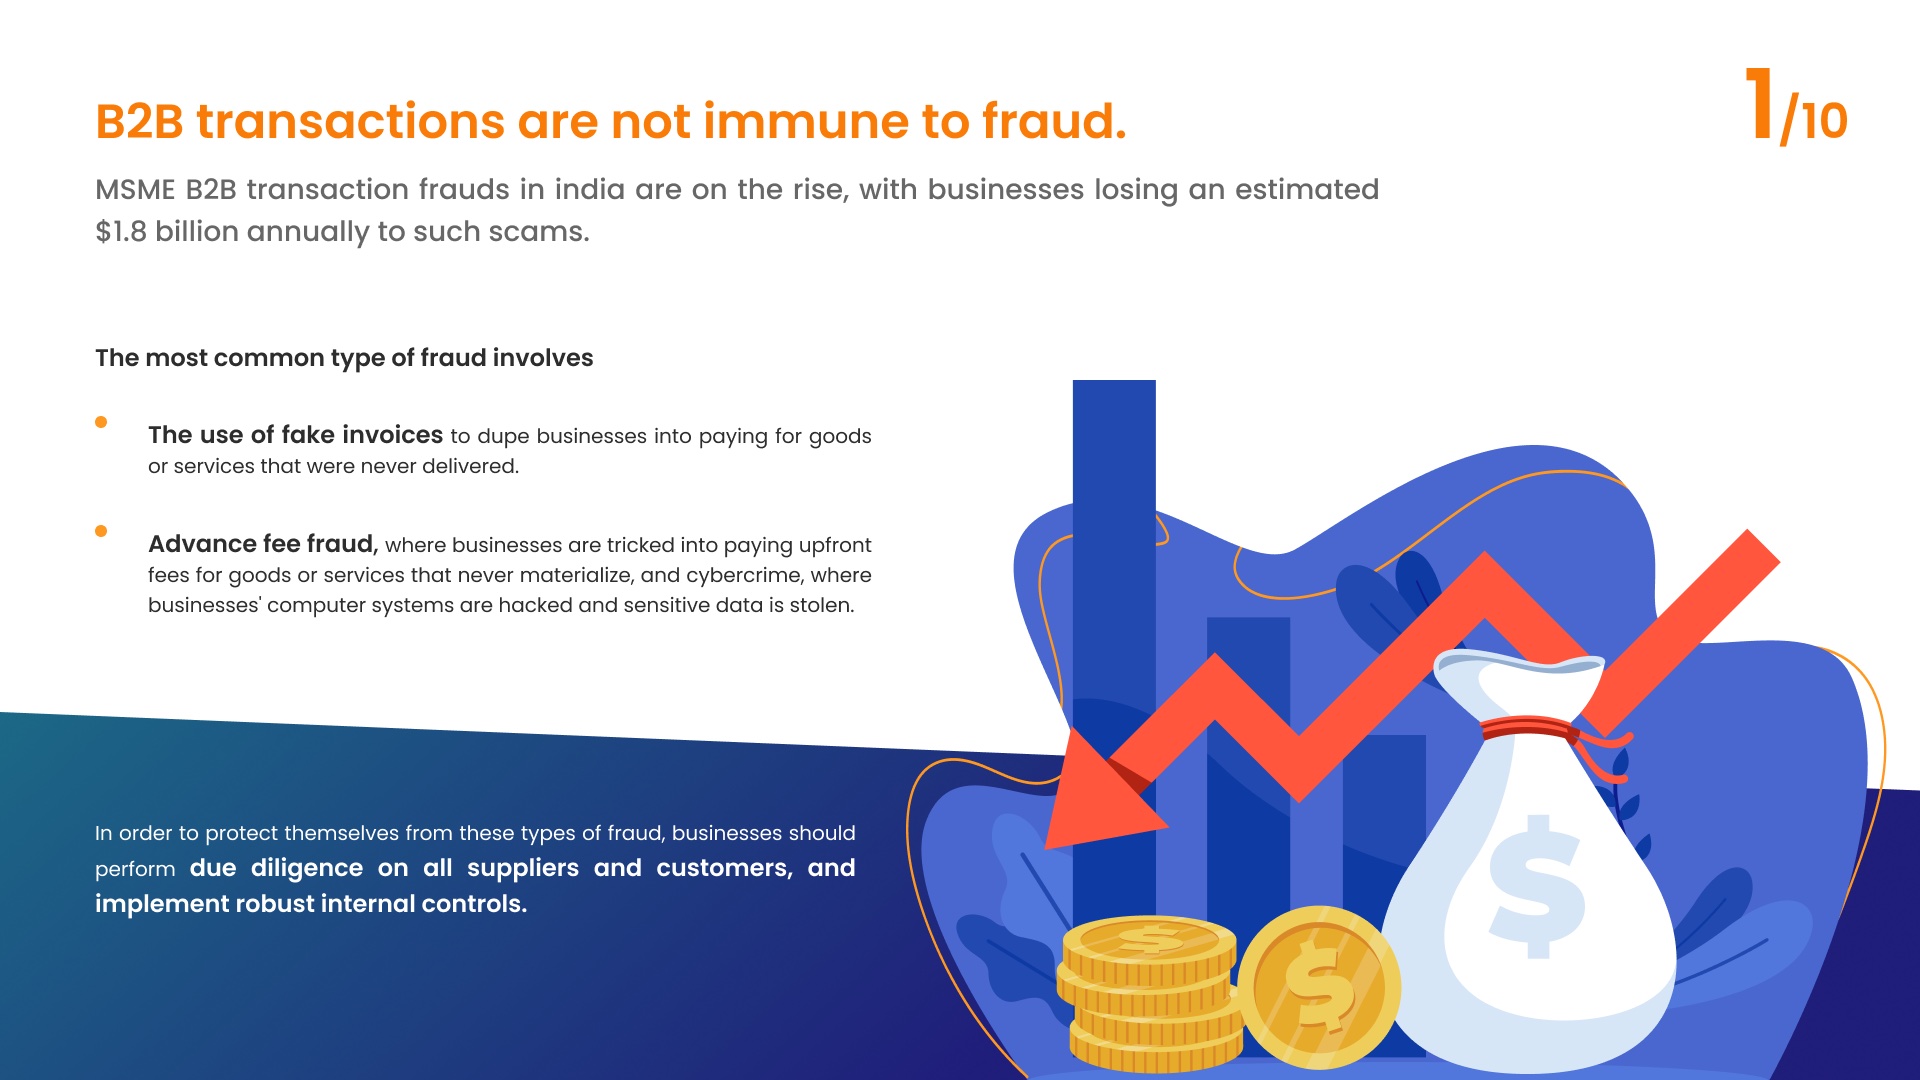 B2B transactions are not immune to fraud.
1/10
MSME B2B transaction frauds in india are on the rise, with businesses losing an estimated
$1.8 billion annually to such scams.
The most common type of fraud involves
The use of fake invoices to dupe businesses into paying for goods
or services that were never delivered.
Advance fee fraud, where businesses are tricked into paying upfront
fees for goods or services that never materialize, and cybercrime, where
businesses' computer systems are hacked and sensitive data is stolen.
In order to protect themselves from these types of fraud, businesses should
perform due diligence on all suppliers and customers, and
implement robust internal controls.
$
$
$